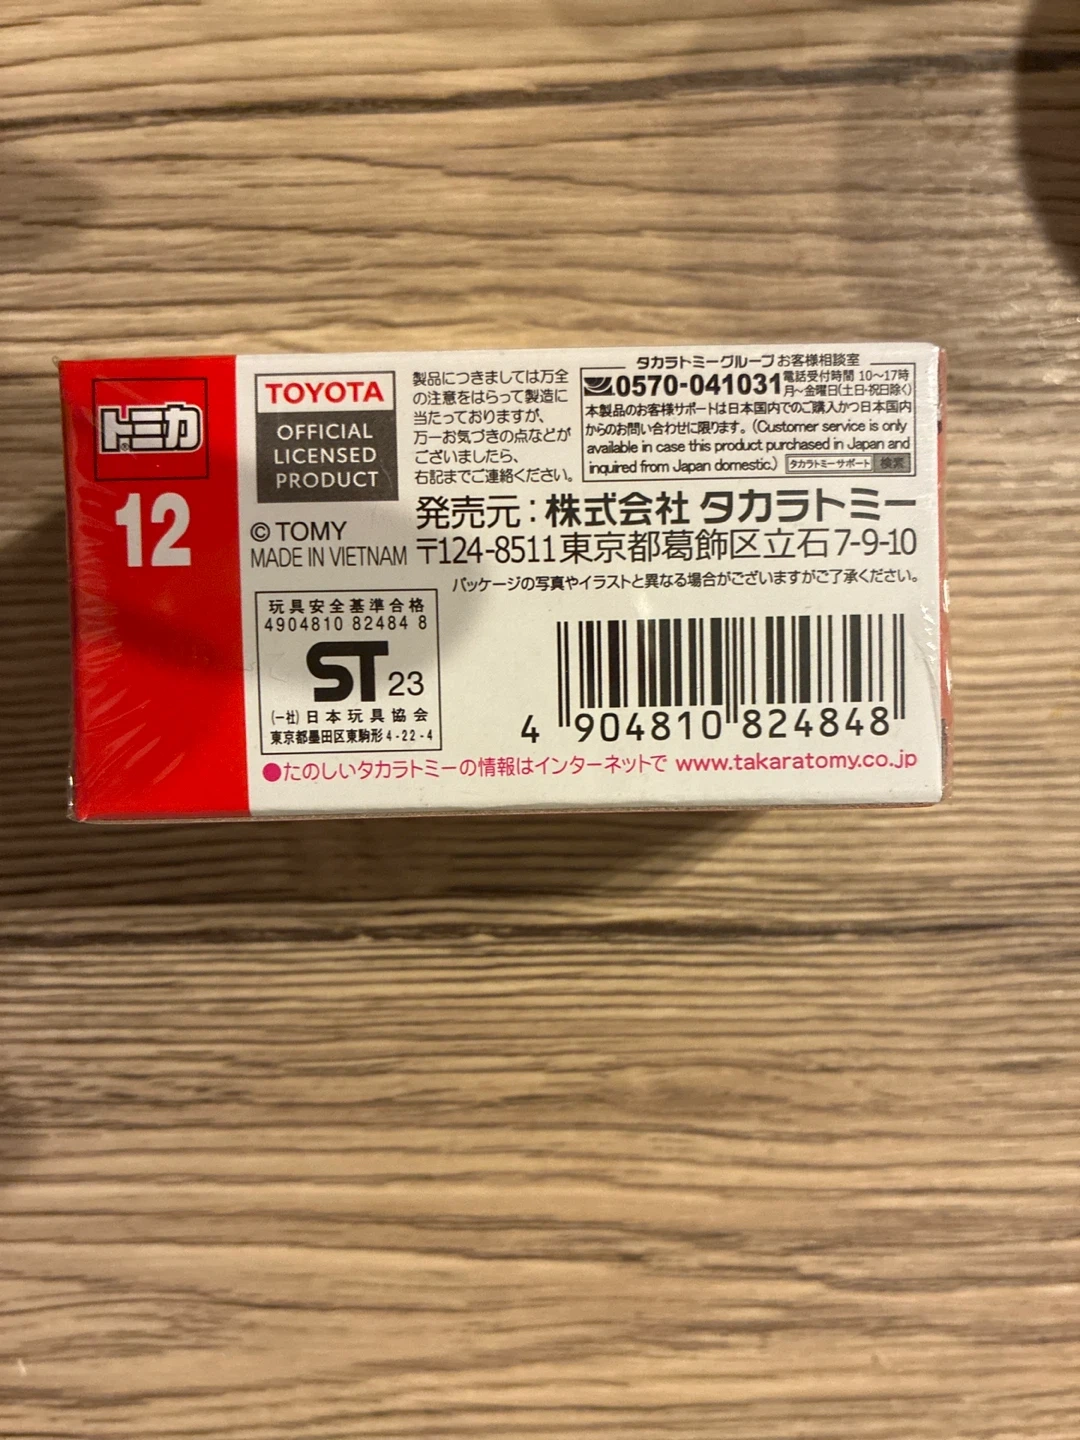 トミカ
®
12
TOYOTA
OFFICIAL
LICENSED
PRODUCT
© TOMY
MADE IN VIETNAM
製品につきましては万全
の注意をはらって製造に
当たっておりますが、
万一お気づきの点などが
ございましたら、
右記までご連絡ください。
タカラトミーグループお客様相談室
0570-041031
電話受付時間 10〜17時
月〜金曜日(土日・祝日除く)
本製品のお客様サポートは日本国内でのご購入かつ日本国内
からのお問い合わせに限ります。(Customer service is only
available in case this product purchased in Japan and
inquired from Japan domestic.) タカラトミーサポート 検索
発売元：株式会社 タカラトミー
〒124-8511東京都葛飾区立石7-9-10
パッケージの写真やイラストと異なる場合がございますがご了承ください。
玩具安全基準合格
4904810 82484 8
ST 23
(一社)日本玩具協会
東京都墨田区東駒形4-22-4
4 904810 824848
●たのしいタカラトミーの情報はインターネットで www.takaratomy.co.jp